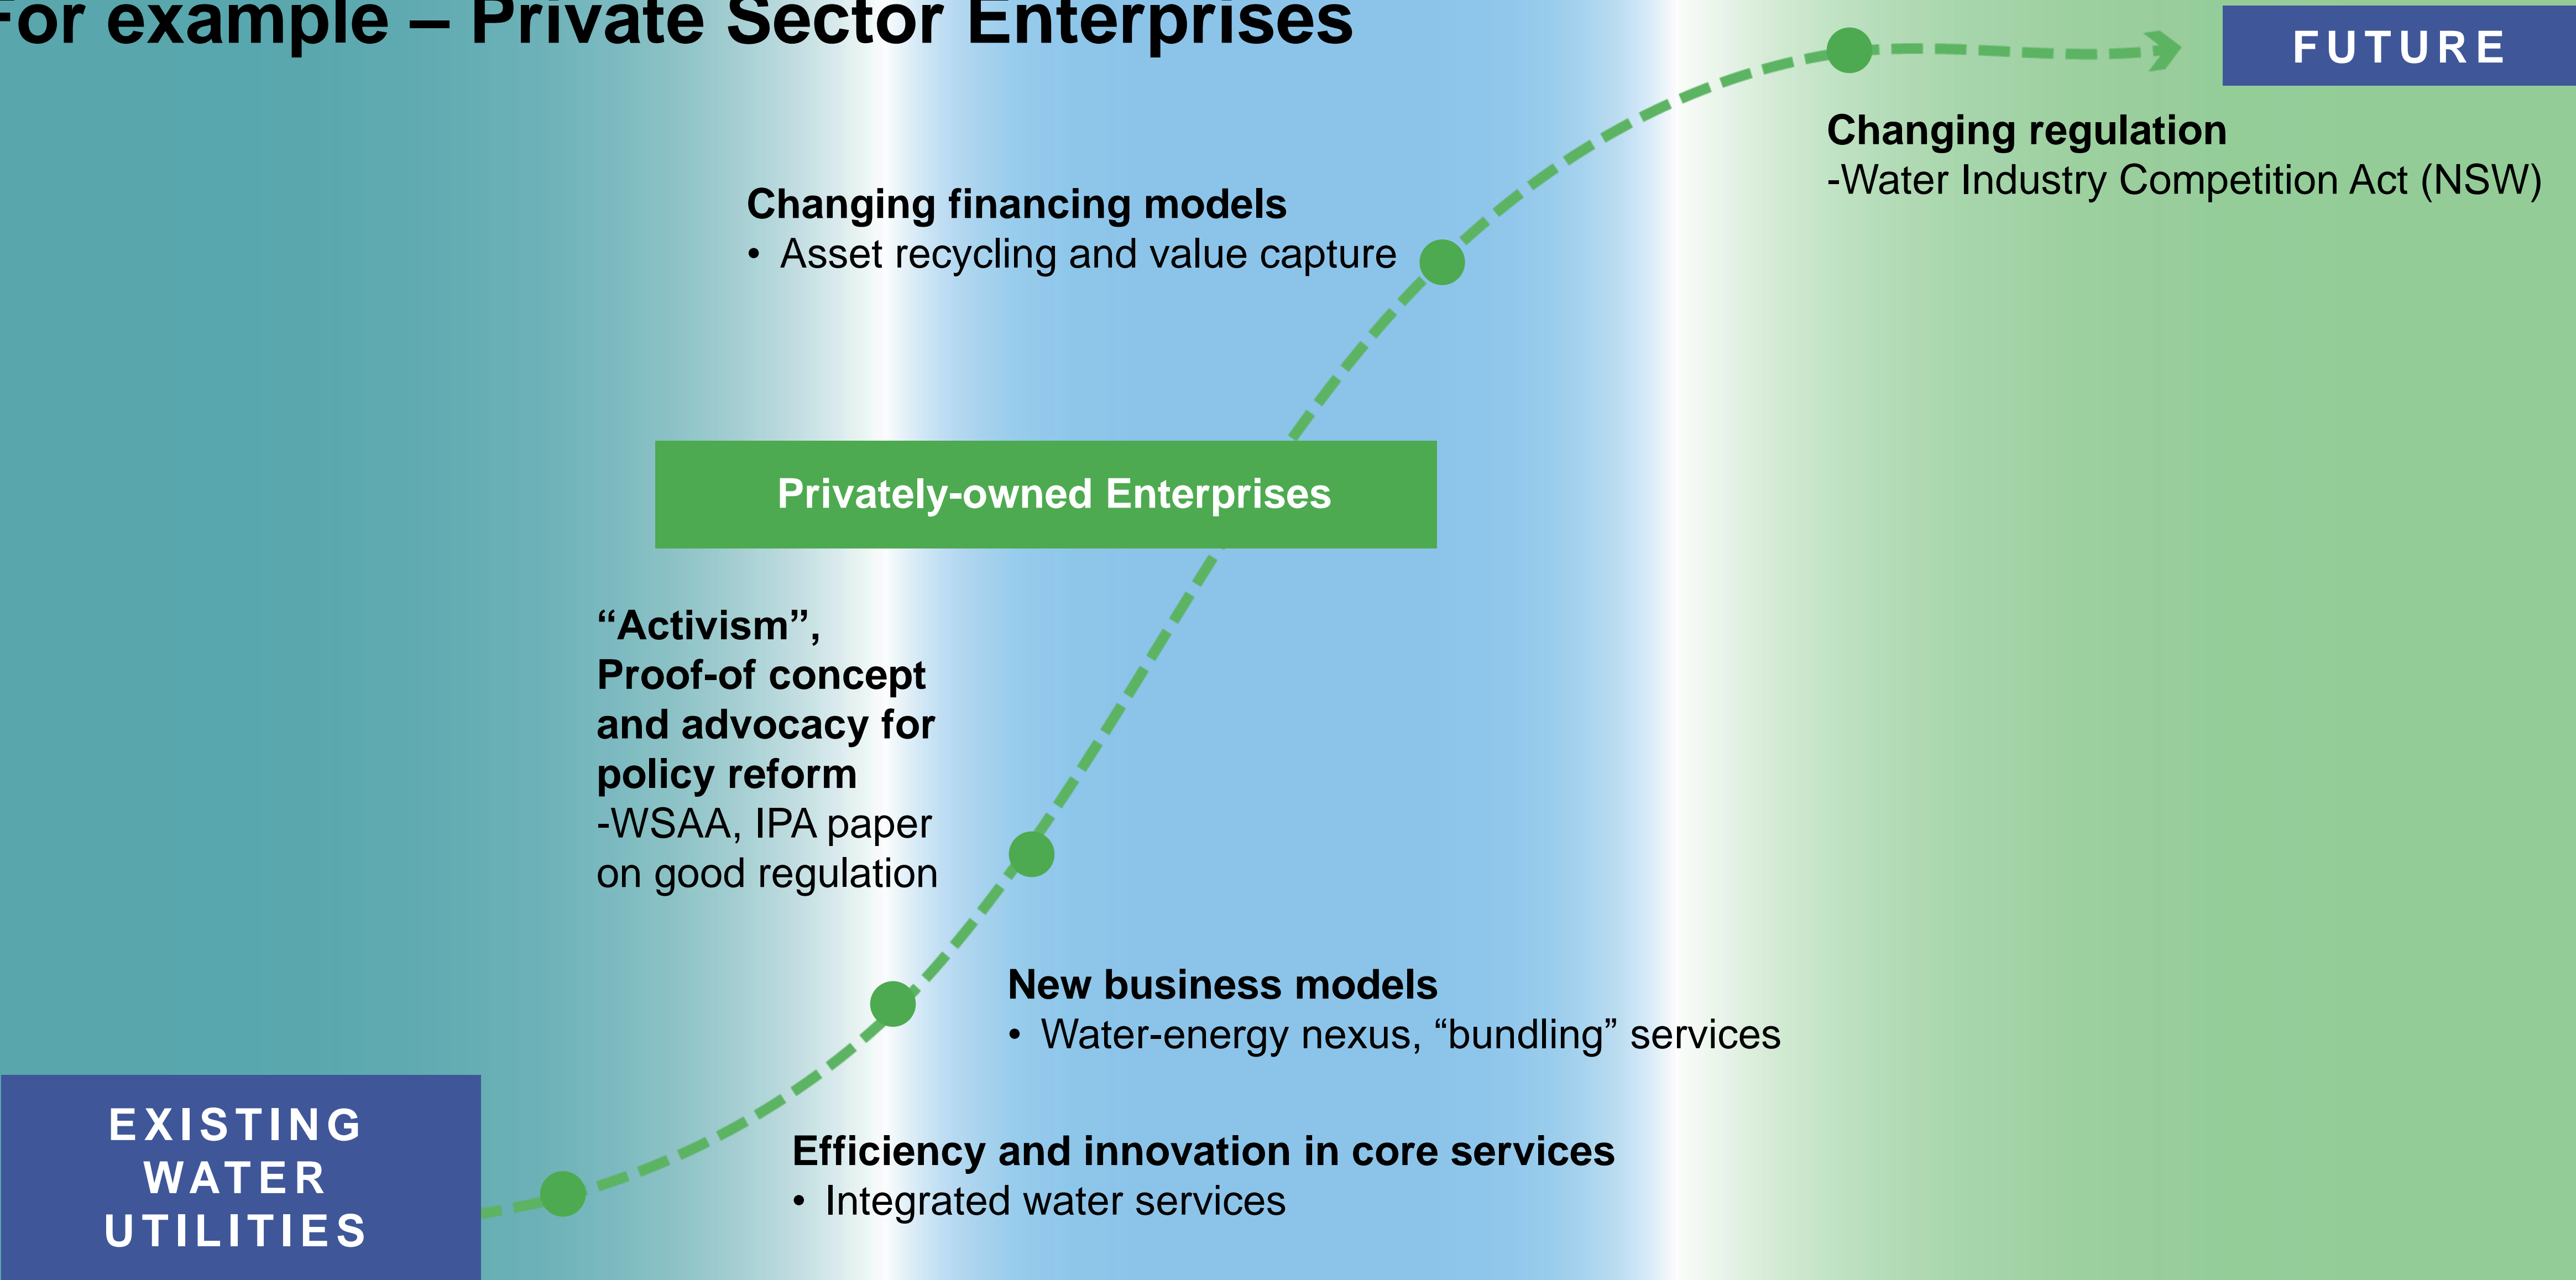 For example – Private Sector Enterprises
FUTURE
Changing regulation
-Water Industry Competition Act (NSW)
Changing financing models
• Asset recycling and value capture
Privately-owned Enterprises
“Activism”,
Proof-of concept
and advocacy for
policy reform
-WSAA, IPA paper
on good regulation
New business models
• Water-energy nexus, “bundling” services
Efficiency and innovation in core services
• Integrated water services
EXISTING
WATER
UTILITIES